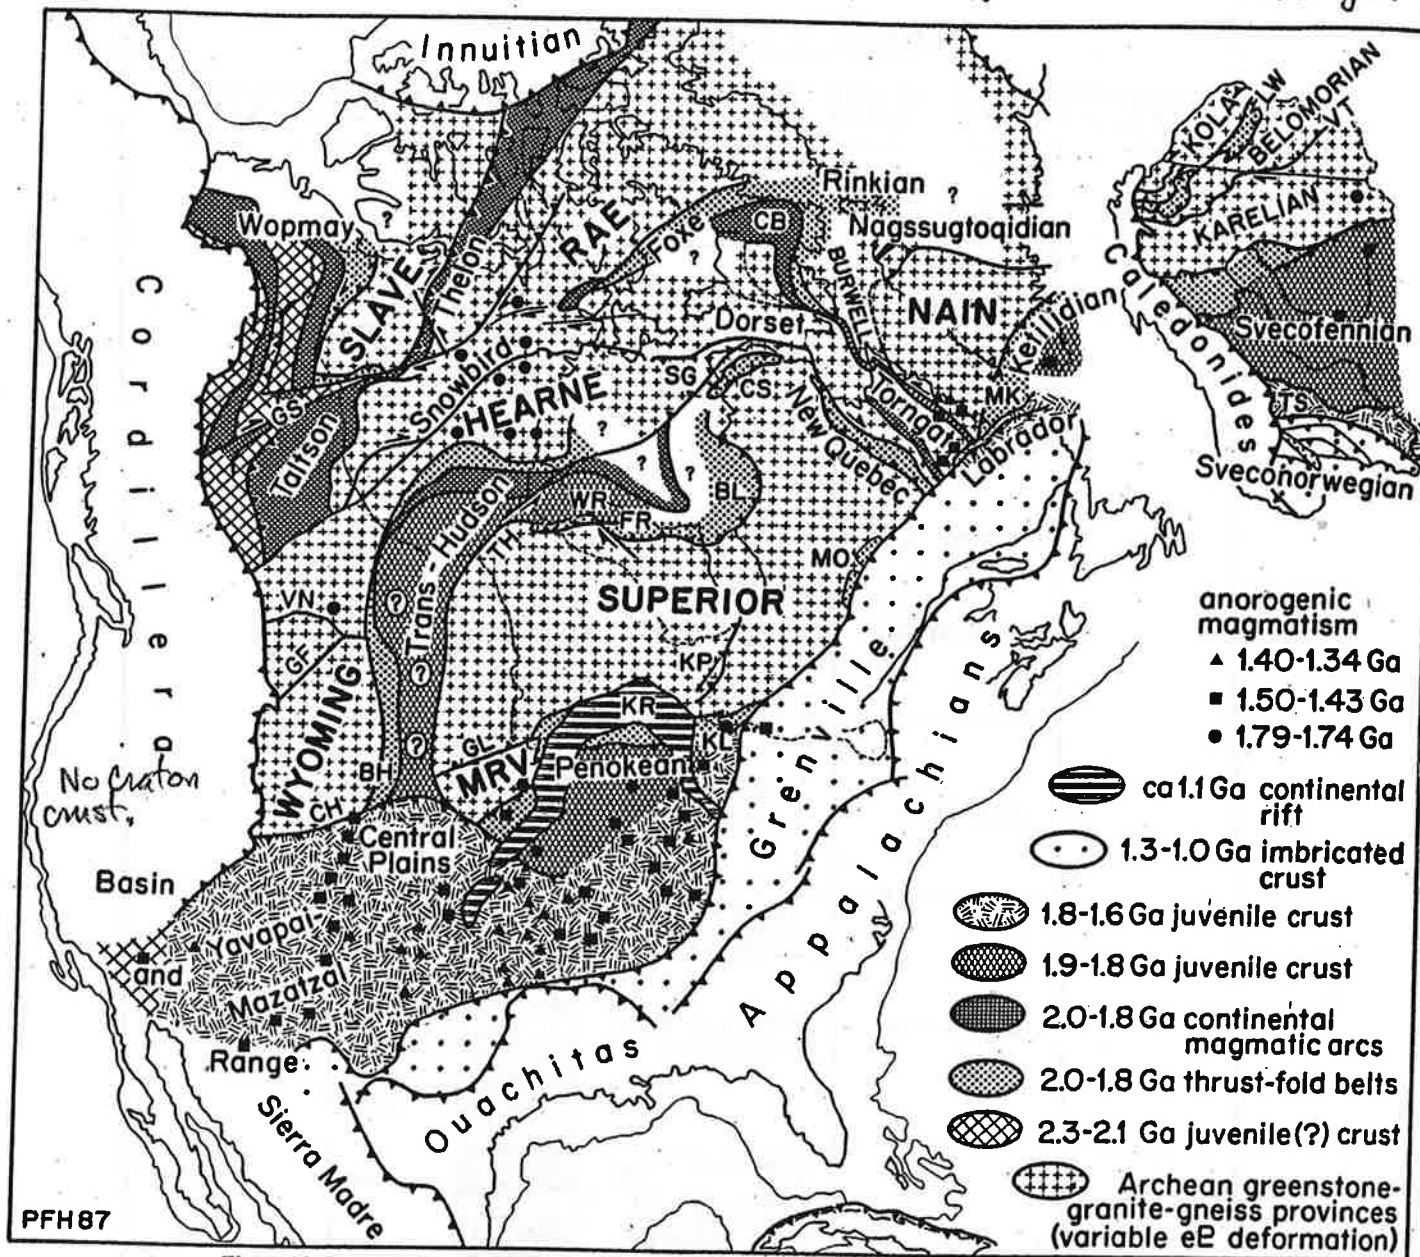 Innuitian
KOLA
LW
BELOMORIAN
VT
KARELIAN
Rinkian
?
Wopmay
?
CB
Nagssugtoqidian
Foxe
?
RAE
SLAVE
Thelon
BURWELL
NAIN
Ketilidian
Caledonides
Svecofennian
Dorset
Cordillera
Snowbird
HEARNE
SG
CS
New Quebec
Torngat
MK
Labrador
TS
Sveconorwegian
GS
Taltson
?
?
?
BL
WR
FR
Trans-Hudson
TH
MO
SUPERIOR
VN
?
GF
?
KP
WYOMING
KR
?
GL
MRV
KL
Penokean
BH
CH
Central
Plains
No craton
crust.
Grenville
Appalachians
Basin
and
Range
Yavapai-
Mazatzal
Ouachitas
Sierra Madre
anorogenic
magmatism
1.40-1.34 Ga
1.50-1.43 Ga
1.79-1.74 Ga
ca 1.1 Ga continental
rift
1.3-1.0 Ga imbricated
crust
1.8-1.6 Ga juvenile crust
1.9-1.8 Ga juvenile crust
2.0-1.8 Ga continental
magmatic arcs
2.0-1.8 Ga thrust-fold belts
2.3-2.1 Ga juvenile(?) crust
Archean greenstone-
granite-gneiss provinces
(variable eP deformation)
PFH87